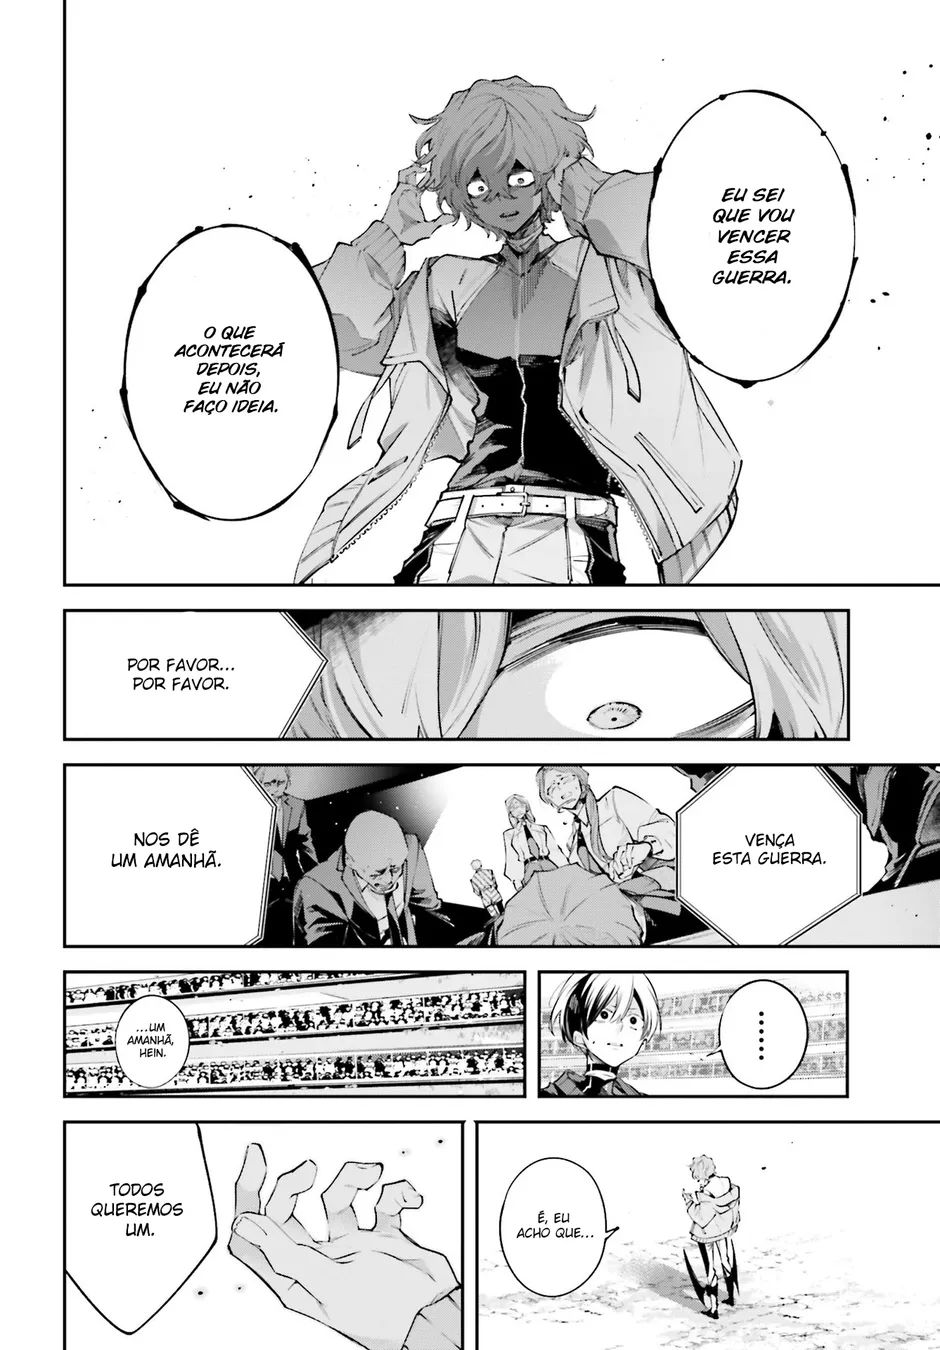 EU SEI
QUE VOU
VENCER
ESSA
GUERRA.
O QUE
ACONTECERÁ
DEPOIS,
EU NÃO
FAÇO IDEIA.
POR FAVOR...
POR FAVOR.
VENÇA
ESTA GUERRA.
NOS DÊ
UM AMANHÃ.
......
...UM
AMANHÃ,
HEIN.
É, EU
ACHO QUE...
TODOS
QUEREMOS
UM.